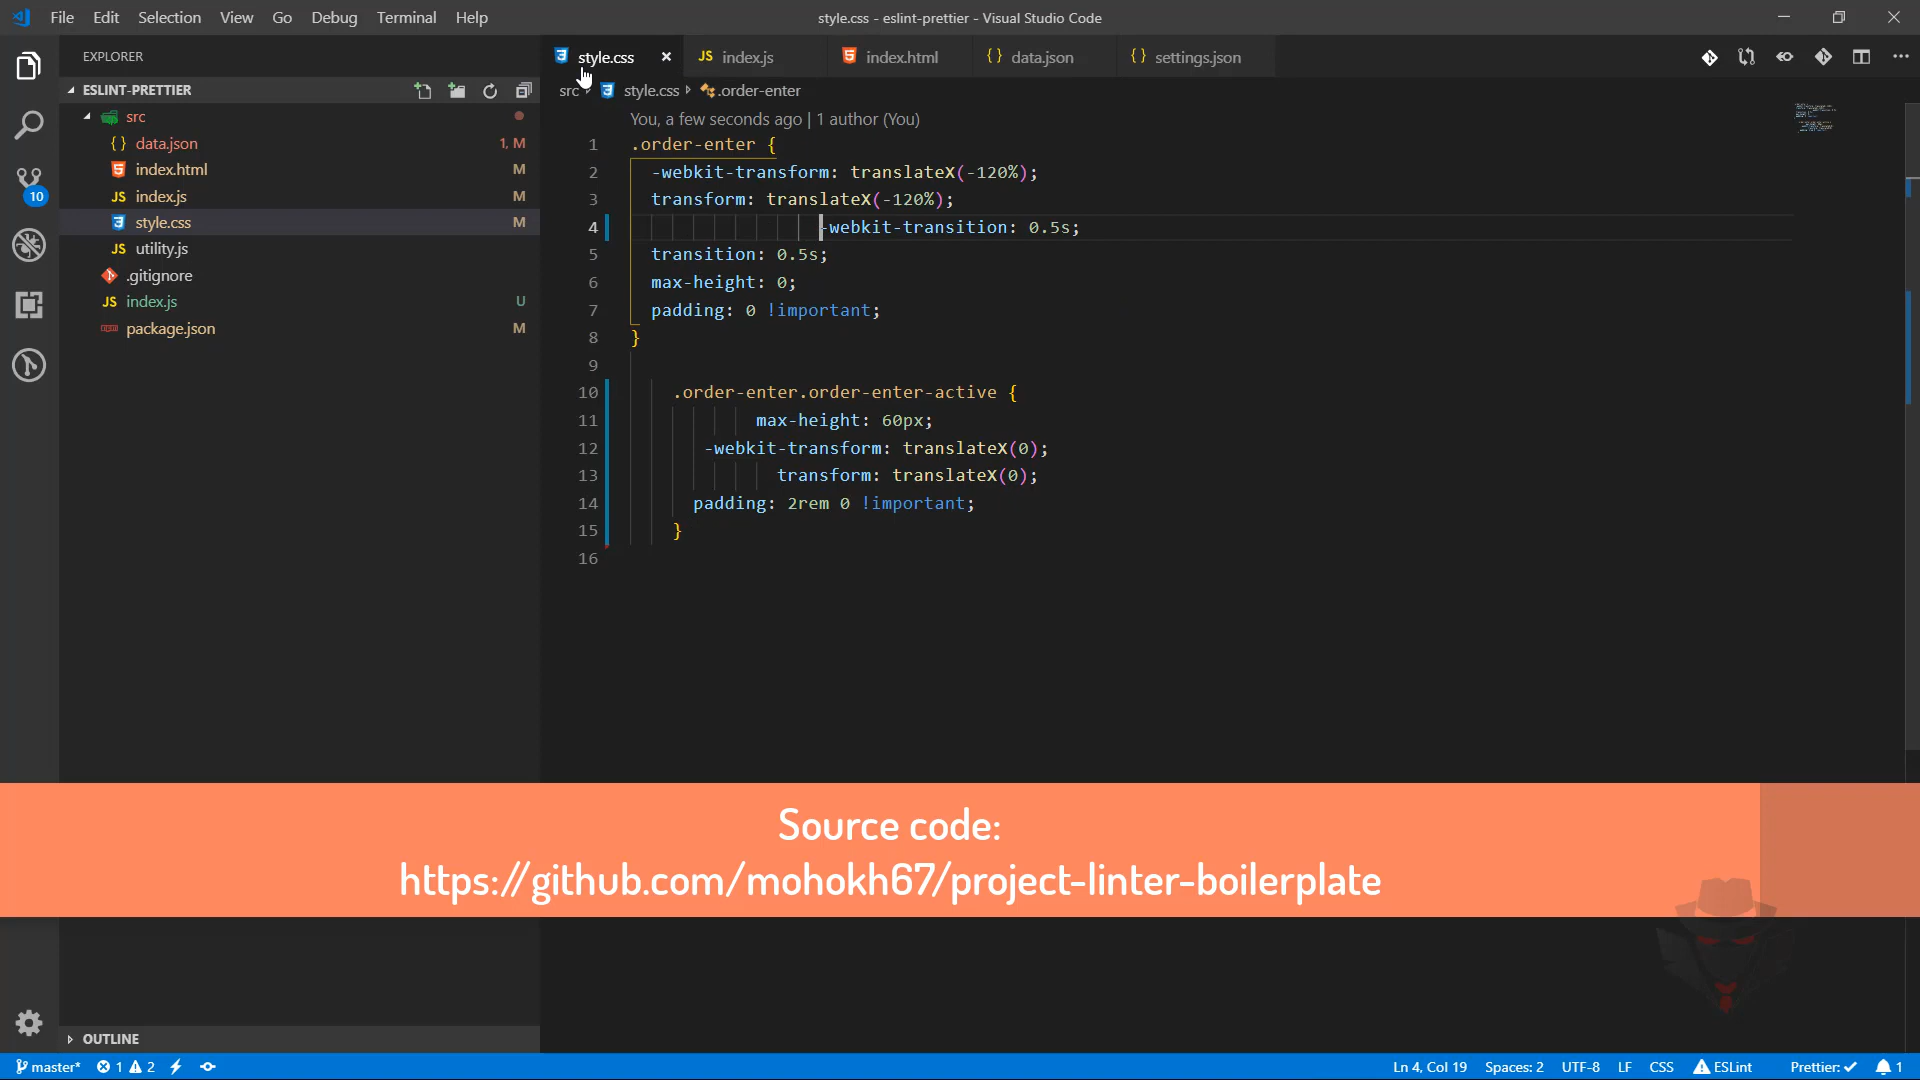 File Edit Selection View Go Debug Terminal Help
style.css - eslint-prettier - Visual Studio Code
EXPLORER
ESLINT-PRETTIER
src
{} data.json 1, M
index.html M
JS index.js M
style.css M
JS utility.js
.gitignore
JS index.js U
package.json M
OUTLINE
style.css
JS index.js
index.html
{} data.json
{} settings.json
src style.css .order-enter
You, a few seconds ago | 1 author (You)
1 .order-enter {
2 -webkit-transform: translateX(-120%);
3 transform: translateX(-120%);
4 -webkit-transition: 0.5s;
5 transition: 0.5s;
6 max-height: 0;
7 padding: 0 !important;
8 }
9
10 .order-enter.order-enter-active {
11 max-height: 60px;
12 -webkit-transform: translateX(0);
13 transform: translateX(0);
14 padding: 2rem 0 !important;
15 }
16
10
Source code:
https://github.com/mohokh67/project-linter-boilerplate
master* 1 2 Ln 4, Col 19 Spaces: 2 UTF-8 LF CSS ESLint Prettier: ✓ 1